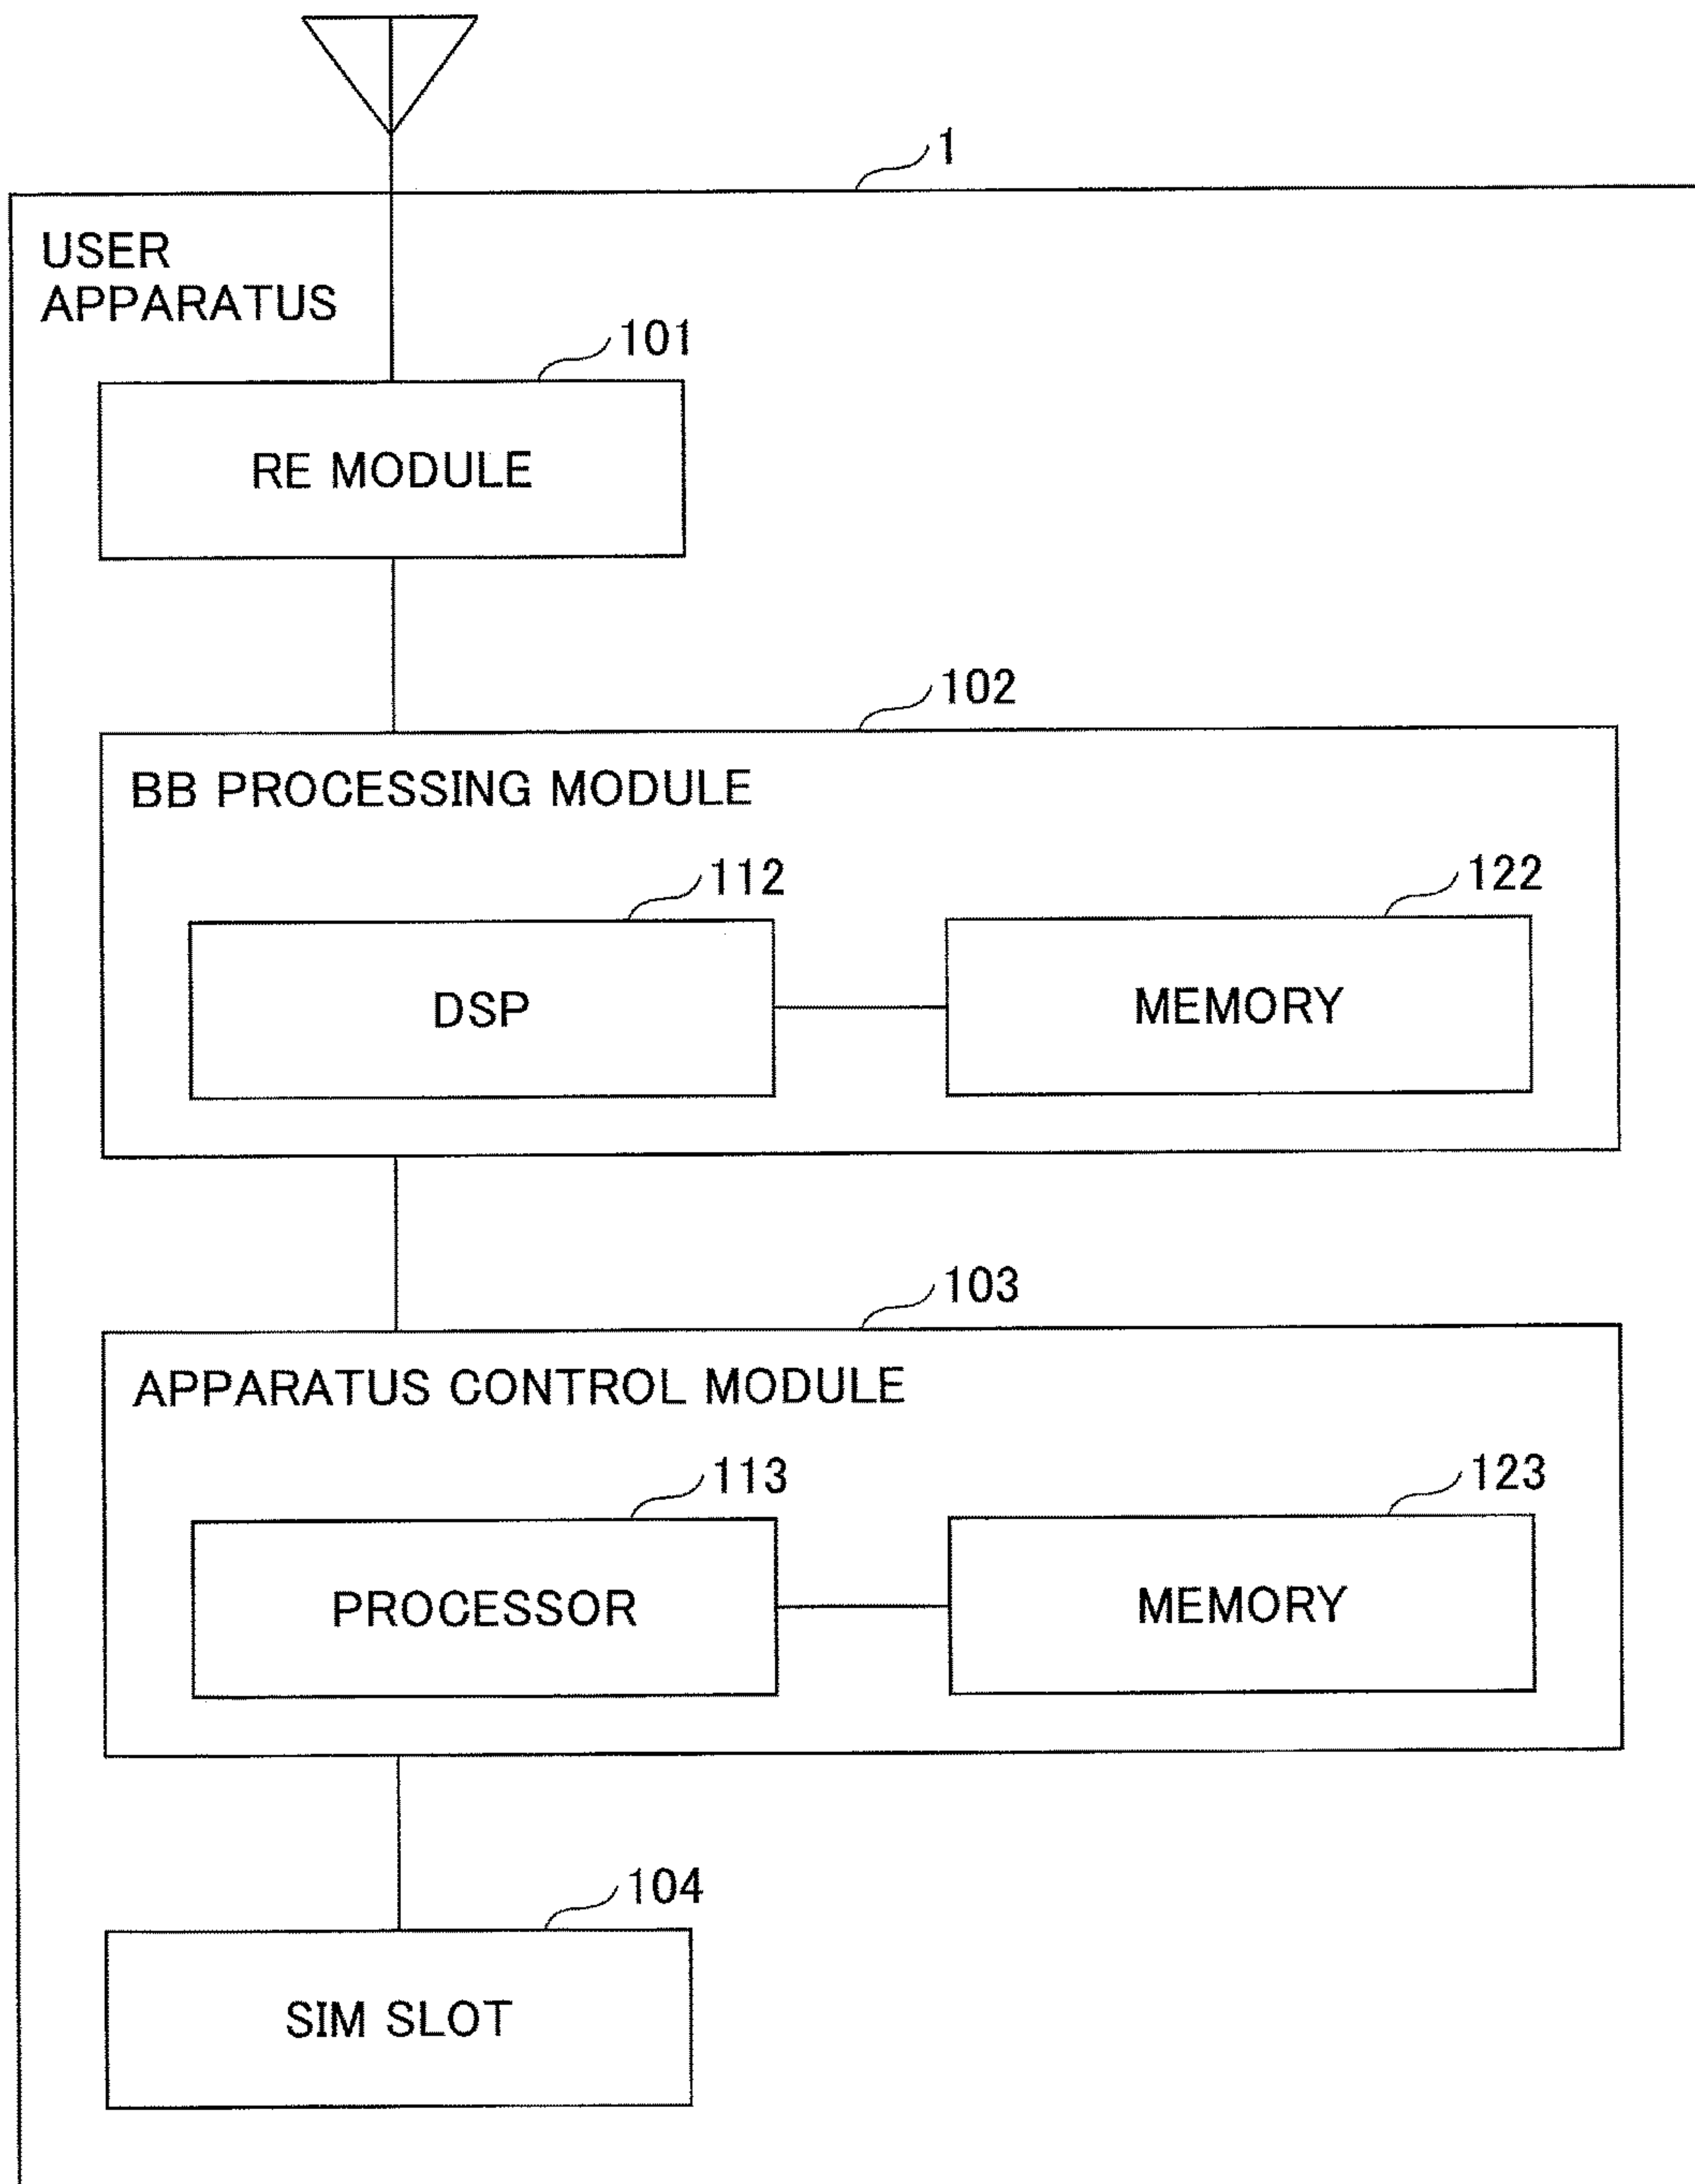 1
USER
APPARATUS
101
RE MODULE
102
BB PROCESSING MODULE
112
122
DSP
MEMORY
103
APPARATUS CONTROL MODULE
113
123
PROCESSOR
MEMORY
104
SIM SLOT